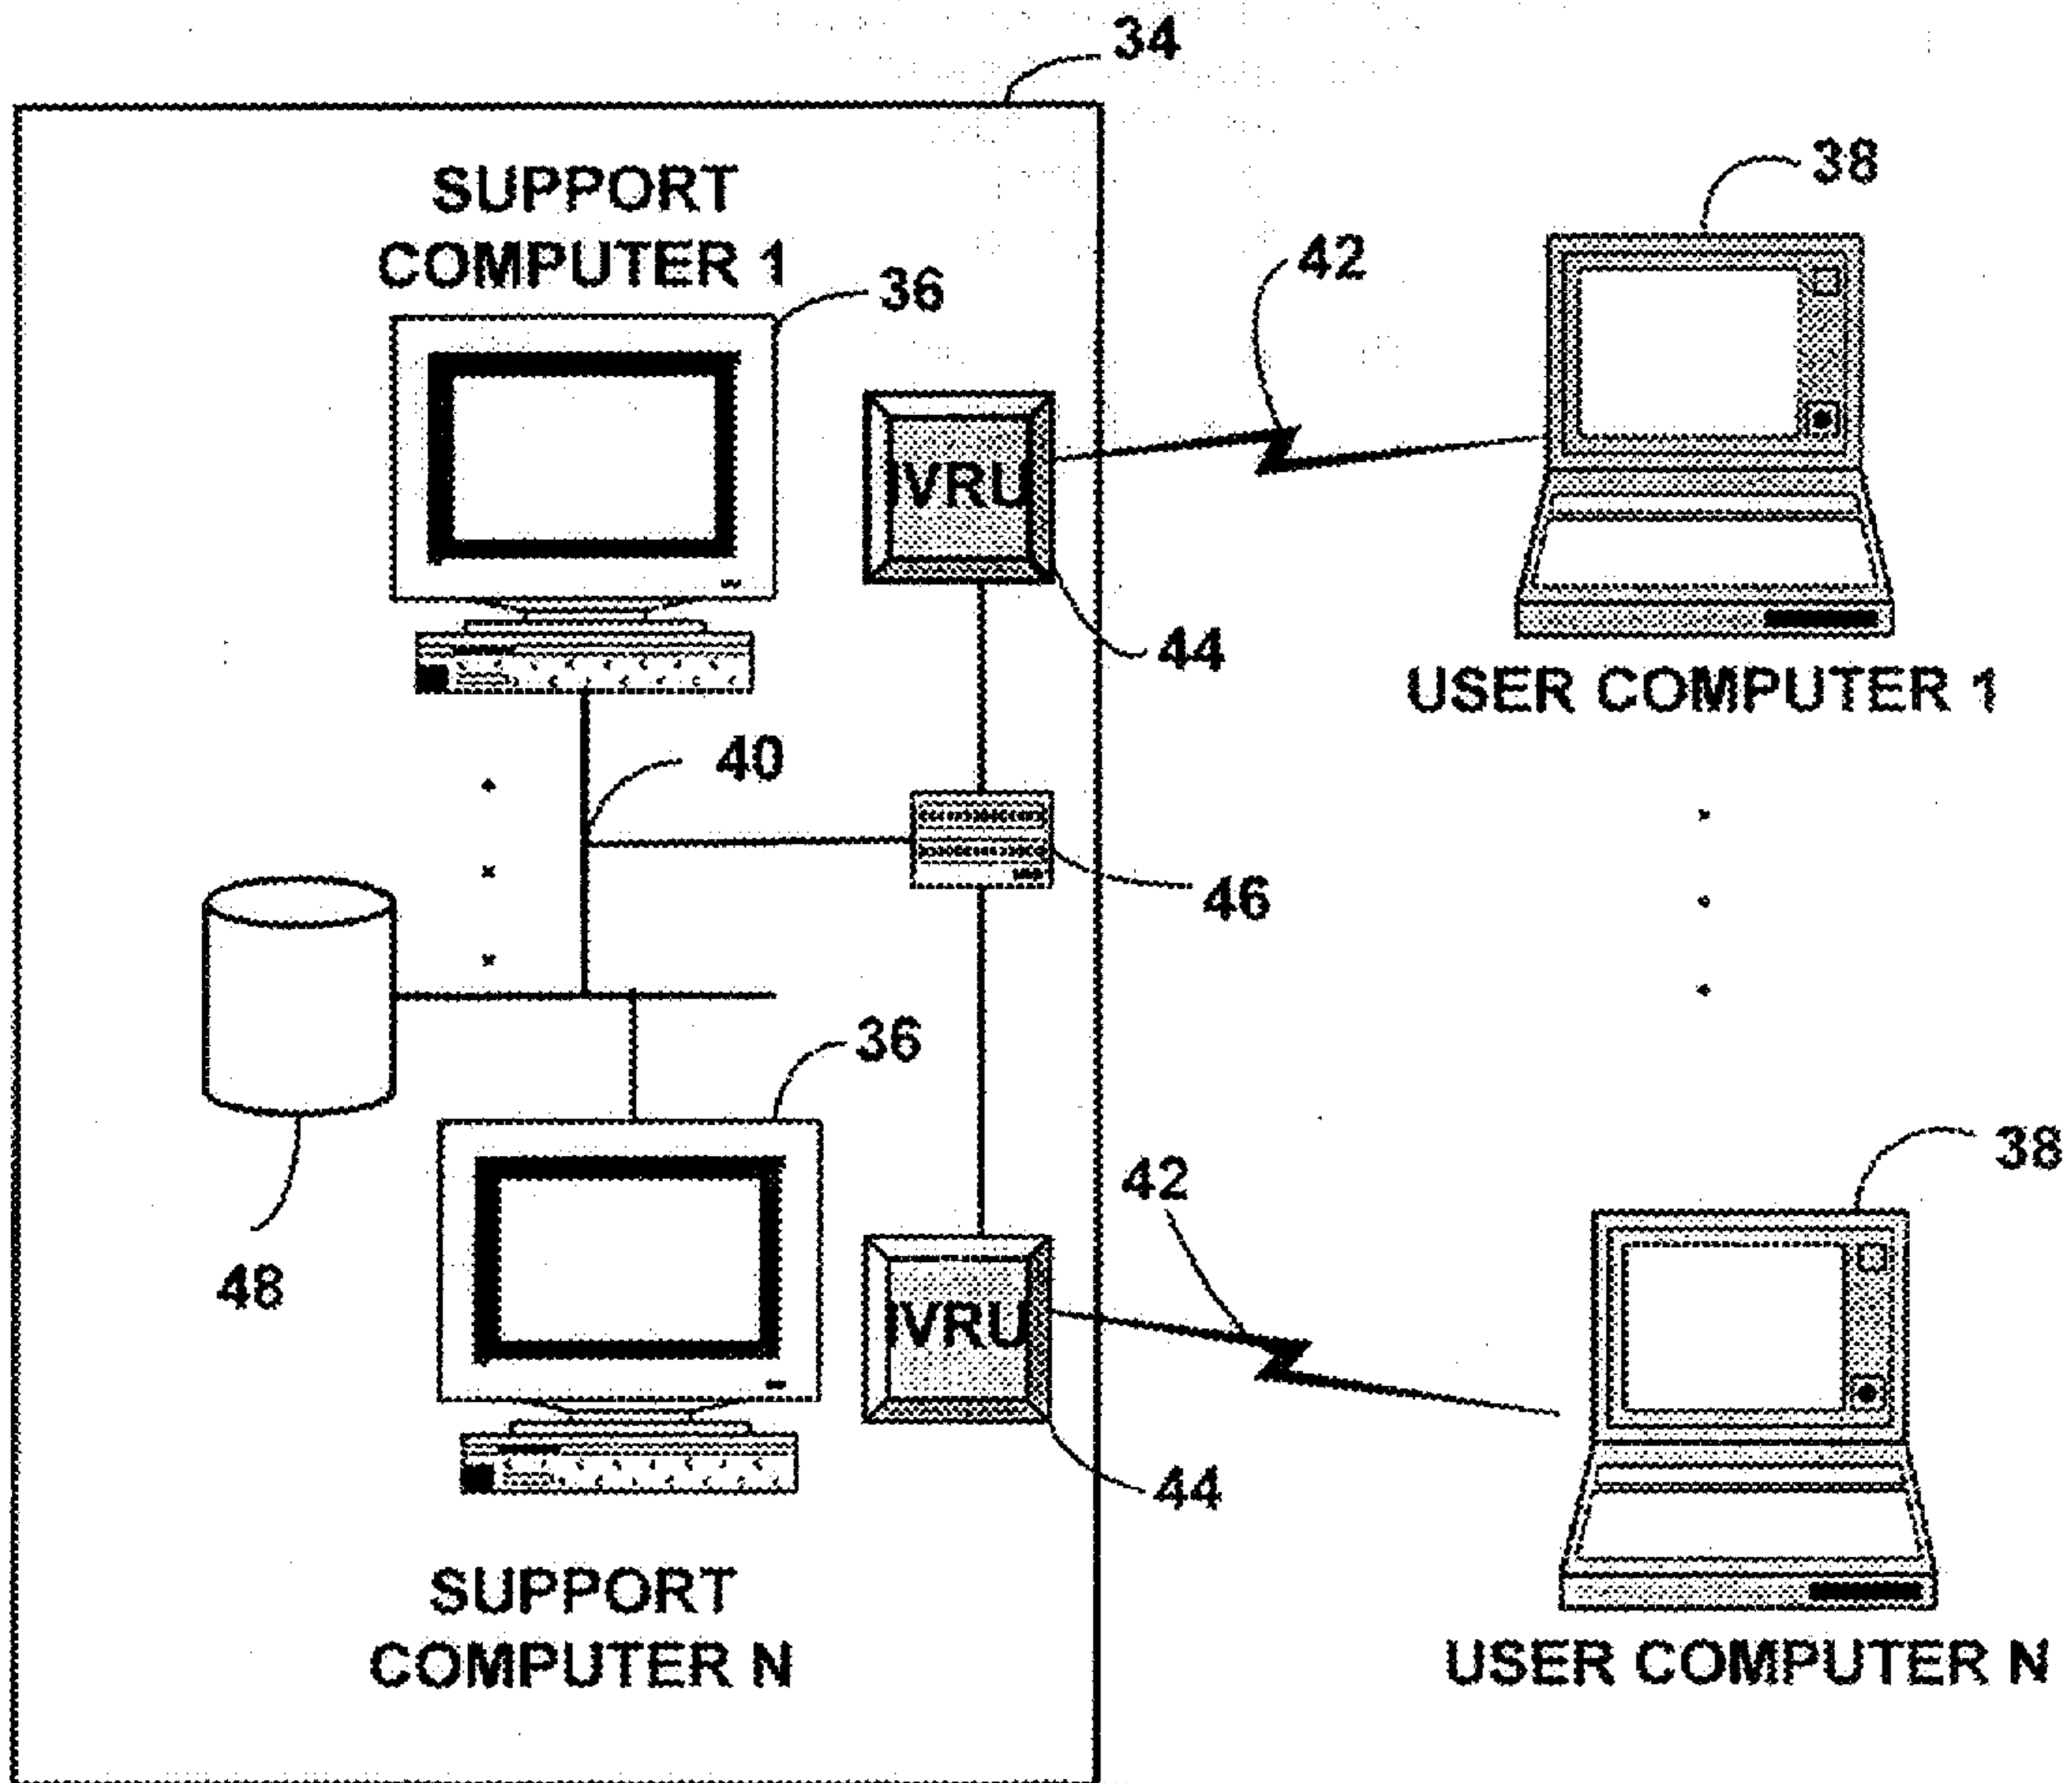 34
SUPPORT
COMPUTER 1
36
38
42
IVRU
44
USER COMPUTER 1
40
46
36
48
42
38
IVRU
44
SUPPORT
COMPUTER N
USER COMPUTER N